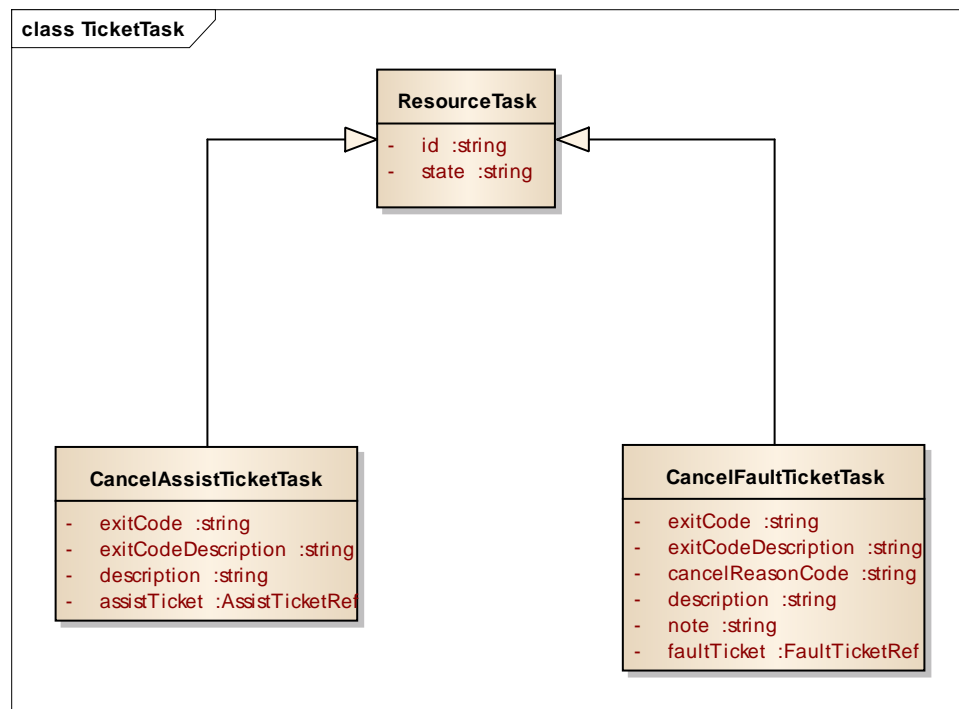 class TicketTask
ResourceTask
- id :string
- state :string
CancelAssistTicketTask
- exitCode :string
- exitCodeDescription :string
- description :string
- assistTicket :AssistTicketRef
CancelFaultTicketTask
- exitCode :string
- exitCodeDescription :string
- cancelReasonCode :string
- description :string
- note :string
- faultTicket :FaultTicketRef